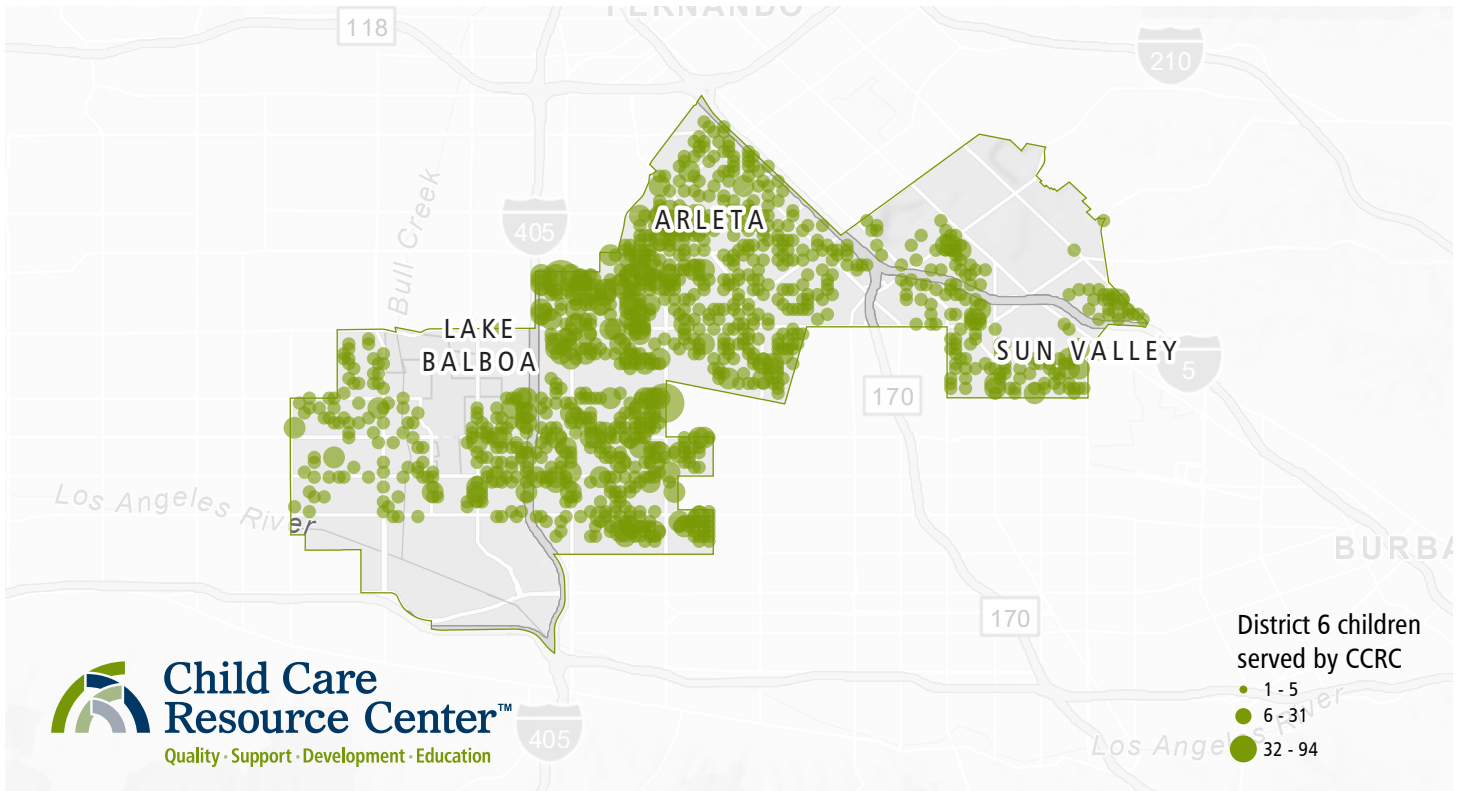 FERNANDO
118
210
Bull Creek
405
ARLETA
LAKE
BALBOA
SUN VALLEY
5
170
Los Angeles River
BURBA
170
District 6 children
served by CCRC
1 - 5
6 - 31
32 - 94
Los Angeles River
405
Child Care
Resource Center™
Quality · Support · Development · Education